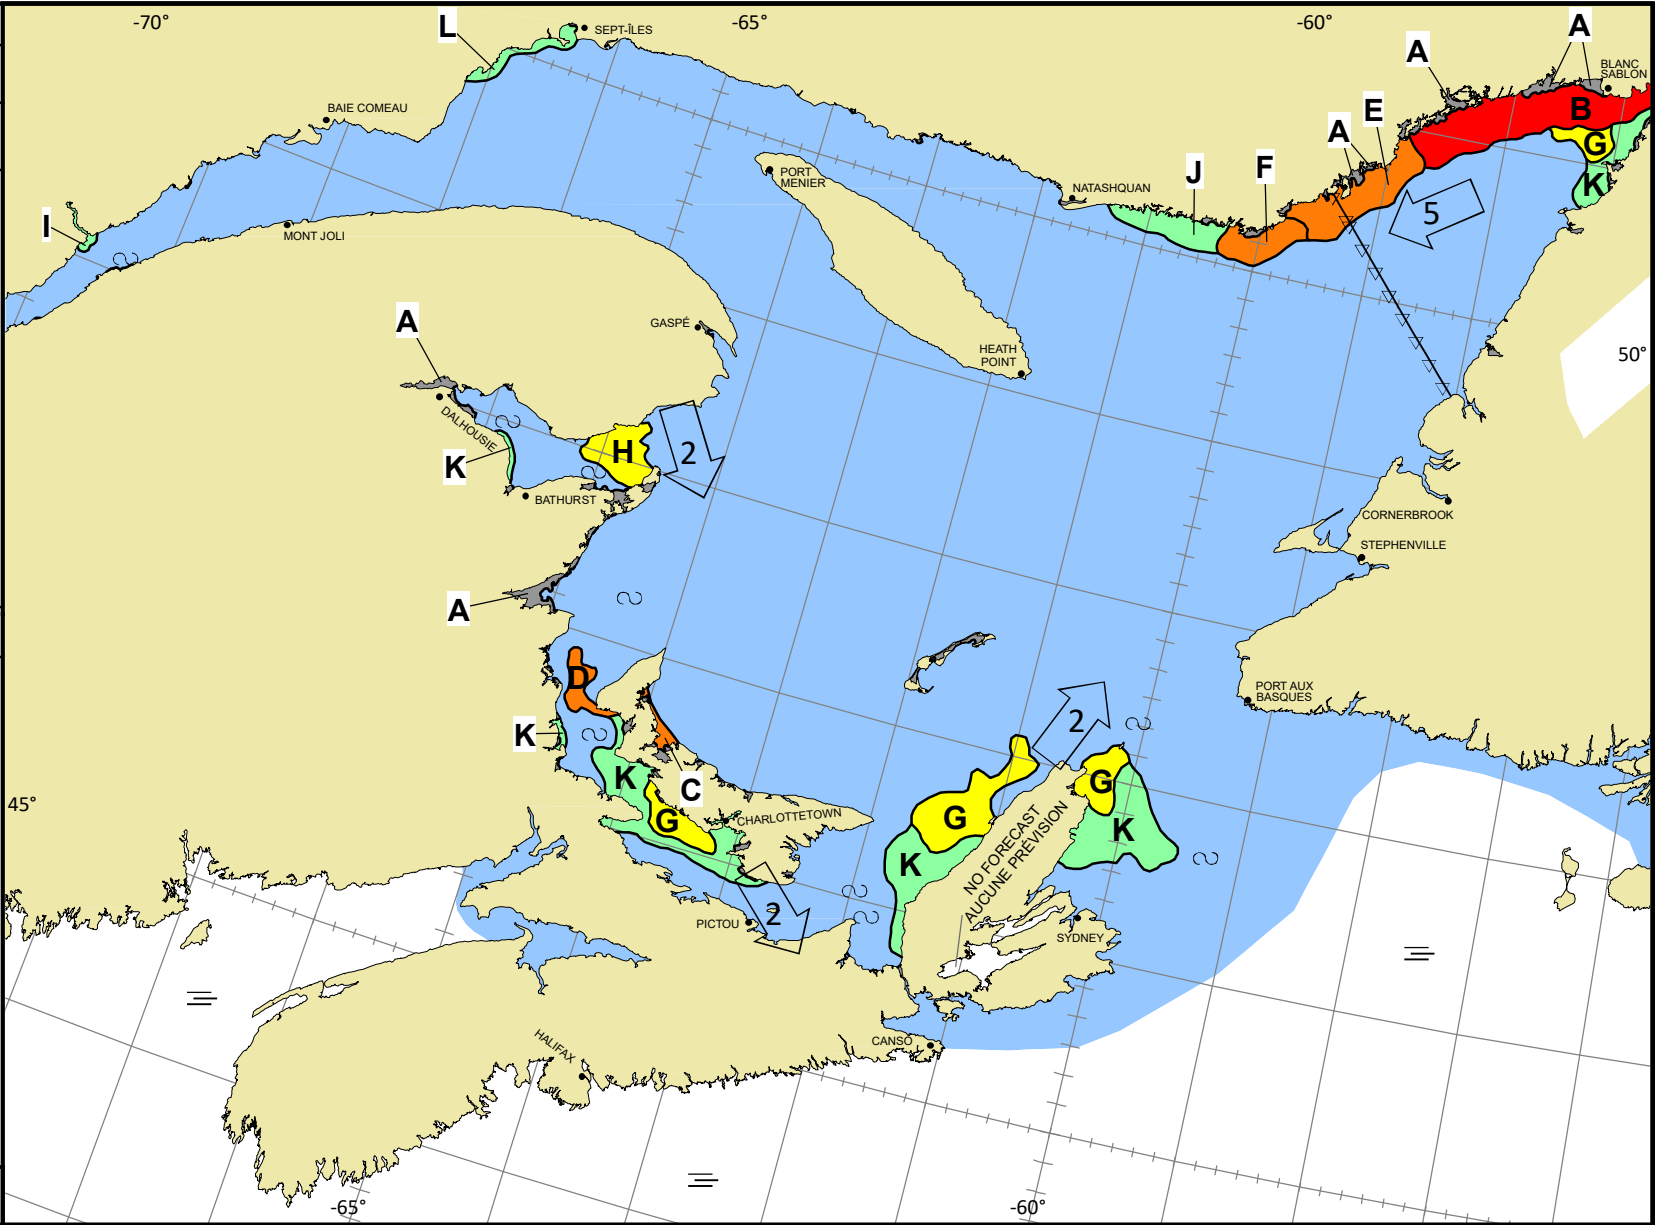 -70°
-65°
-60°
L
SEPT-ÎLES
A
A
BLANC
SABLON
BAIE COMEAU
E
B
A
G
PORT
MENIER
NATASHQUAN
J
F
K
5
I
MONT JOLI
A
GASPÉ
HEATH
POINT
50°
DALHOUSIE
K
H
2
BATHURST
CORNERBROOK
STEPHENVILLE
A
D
PORT AUX
BASQUES
K
2
K
C
G
45°
G
CHARLOTTETOWN
G
K
K
NO FORECAST
AUCUNE PRÉVISION
2
PICTOU
SYDNEY
HALIFAX
CANSO
-65°
-60°